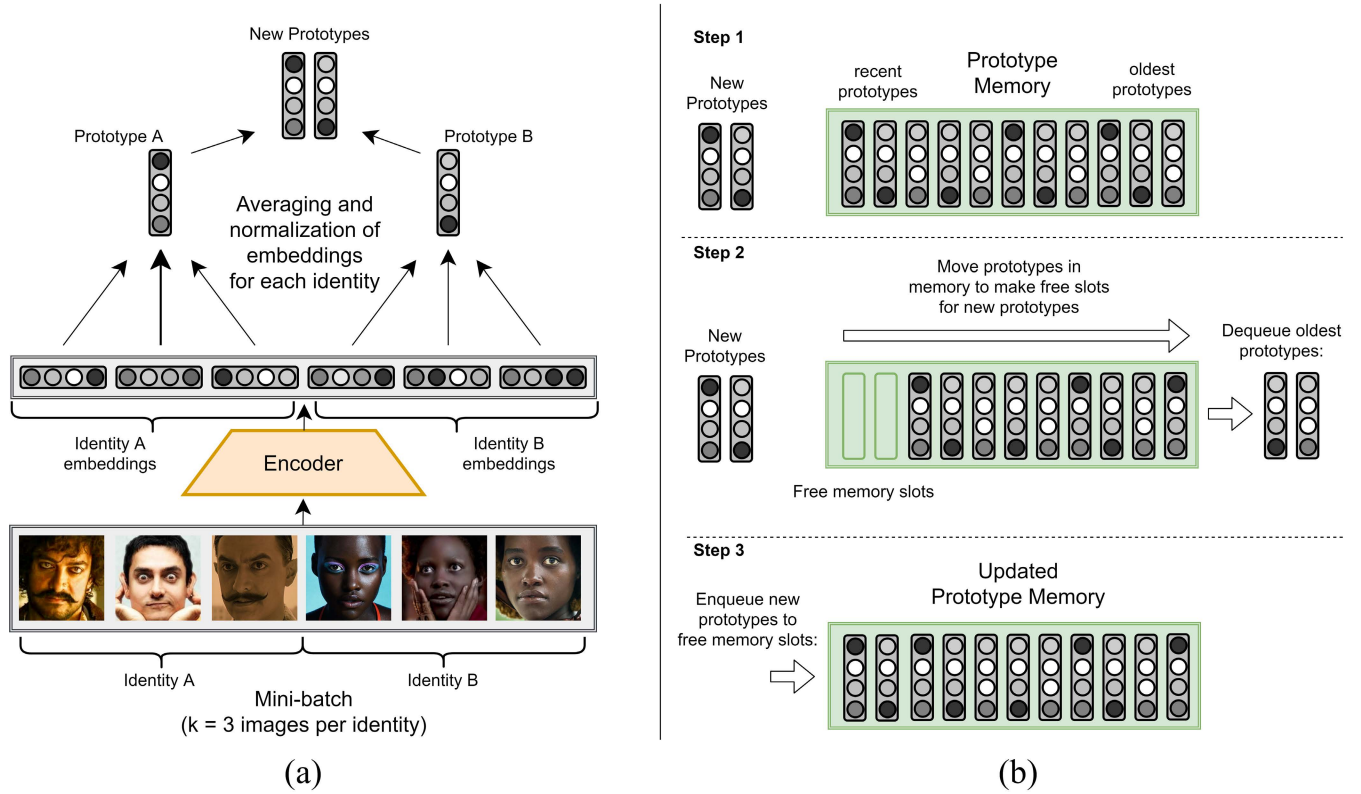 New Prototypes
Prototype A
Prototype B
Averaging and
normalization of
embeddings
for each identity
Identity A
embeddings
Identity B
embeddings
Encoder
Identity A
Identity B
Mini-batch
(k = 3 images per identity)
(a)
Step 1
New
Prototypes
recent
prototypes
Prototype
Memory
oldest
prototypes
Step 2
Move prototypes in
memory to make free slots
for new prototypes
New
Prototypes
Dequeue oldest
prototypes:
Free memory slots
Step 3
Updated
Prototype Memory
Enqueue new
prototypes to
free memory slots:
(b)